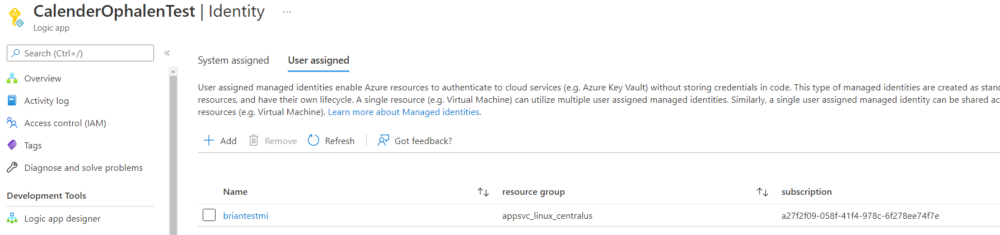 CalenderOphalenTest | Identity ...
Logic app
Search (Ctrl+/)
«
Overview
Activity log
Access control (IAM)
Tags
Diagnose and solve problems
Development Tools
Logic app designer
System assigned User assigned
User assigned managed identities enable Azure resources to authenticate to cloud services (e.g. Azure Key Vault) without storing credentials in code. This type of managed identities are created as stand
resources, and have their own lifecycle. A single resource (e.g. Virtual Machine) can utilize multiple user assigned managed identities. Similarly, a single user assigned managed identity can be shared ac
resources (e.g. Virtual Machine). Learn more about Managed identities.
Add Remove Refresh Got feedback?
Name resource group subscription
briantestmi appsvc_linux_centralus a27f2f09-058f-41f4-978c-6f278ee74f7e